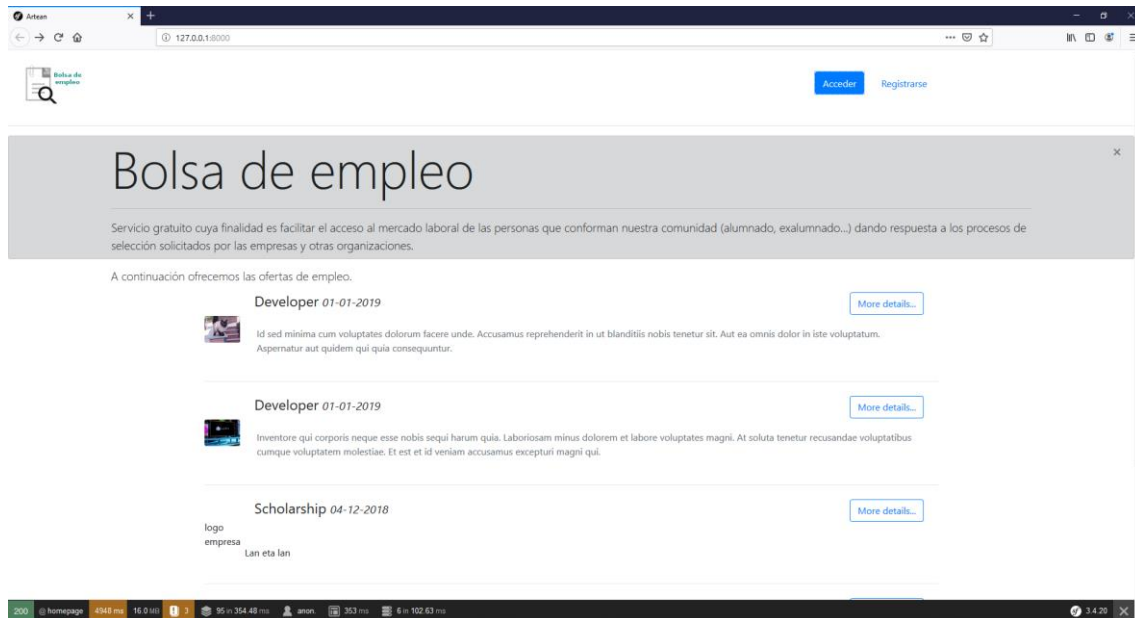 Artean
127.0.0.1:8000
Bolsa de
empleo
Acceder
Registrarse
Bolsa de empleo
Servicio gratuito cuya finalidad es facilitar el acceso al mercado laboral de las personas que conforman nuestra comunidad (alumnado, exalumnado...) dando respuesta a los procesos de
selección solicitados por las empresas y otras organizaciones.
A continuación ofrecemos las ofertas de empleo.
Developer 01-01-2019
More details...
Id sed minima cum voluptates dolorum facere unde. Accusamus reprehenderit in ut blanditiis nobis tenetur sit. Aut ea omnis dolor in iste voluptatum.
Aspernatur aut quidem qui quia consequuntur.
Developer 01-01-2019
More details...
Inventore qui corporis neque esse nobis sequi harum quia. Laboriosam minus dolorem et labore voluptates magni. At soluta tenetur recusandae voluptatibus
cumque voluptatem molestiae. Et est et id veniam accusamus excepturi magni qui.
Scholarship 04-12-2018
More details...
logo
empresa
Lan eta lan
200 @ homepage 4948 ms 16.0 MB 3 95 in 354.48 ms anon. 353 ms 6 in 102.63 ms 3.4.20